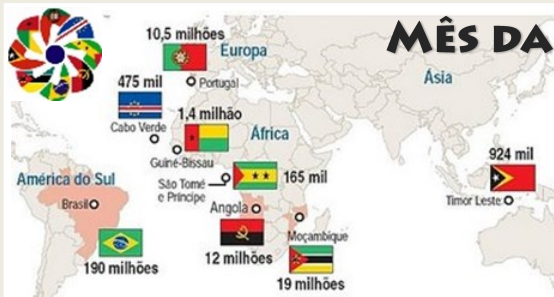 MÊS DA
10,5 milhões
Europa
Portugal
Ásia
475 mil
Cabo Verde
1,4 milhão
África
Guiné-Bissau
São Tomé
e Príncipe
165 mil
924 mil
Timor Leste
América do Sul
Brasil
190 milhões
Angola
12 milhões
Moçambique
19 milhões